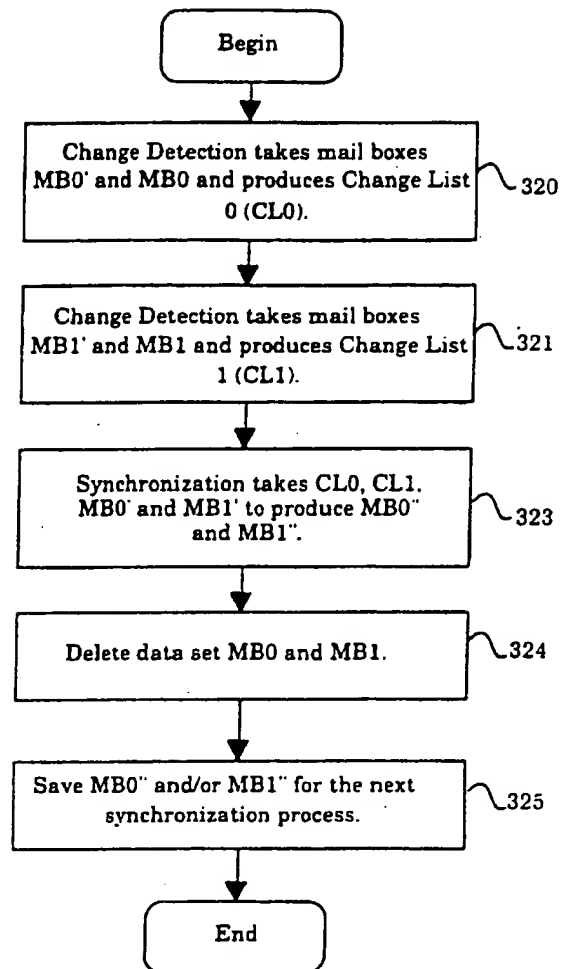 Begin
Change Detection takes mail boxes
MB0' and MB0 and produces Change List
0 (CL0).
320
Change Detection takes mail boxes
MB1' and MB1 and produces Change List
1 (CL1).
321
Synchronization takes CL0, CL1.
MB0' and MB1' to produce MB0"
and MB1".
323
Delete data set MB0 and MB1.
324
Save MB0" and/or MB1" for the next
synchronization process.
325
End